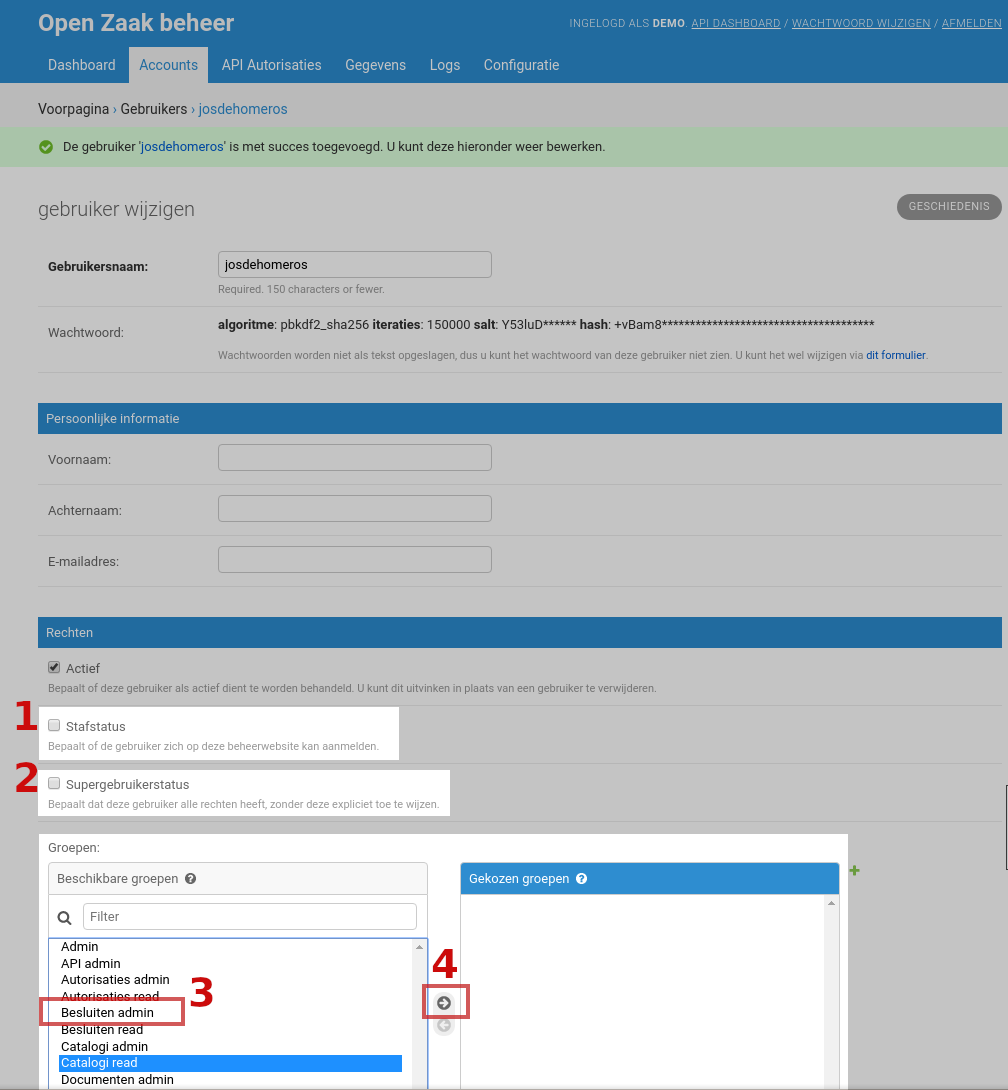 Open Zaak beheer
INGELOGD ALS DEMO. API DASHBOARD / WACHTWOORD WIJZIGEN / AFMELDEN
Dashboard Accounts API Autorisaties Gegevens Logs Configuratie
Voorpagina › Gebruikers › josdehomeros
De gebruiker 'josdehomeros' is met succes toegevoegd. U kunt deze hieronder weer bewerken.
gebruiker wijzigen
GESCHIEDENIS
Gebruikersnaam: josdehomeros
Required. 150 characters or fewer.
Wachtwoord: algoritme: pbkdf2_sha256 iteraties: 150000 salt: Y53luD****** hash: +vBam8**************************************
Wachtwoorden worden niet als tekst opgeslagen, dus u kunt het wachtwoord van deze gebruiker niet zien. U kunt het wel wijzigen via dit formulier.
Persoonlijke informatie
Voornaam:
Achternaam:
E-mailadres:
Rechten
Actief
Bepaalt of deze gebruiker als actief dient te worden behandeld. U kunt dit uitvinken in plaats van een gebruiker te verwijderen.
1
Stafstatus
Bepaalt of de gebruiker zich op deze beheerwebsite kan aanmelden.
2
Supergebruikerstatus
Bepaalt dat deze gebruiker alle rechten heeft, zonder deze expliciet toe te wijzen.
Groepen:
Beschikbare groepen
Gekozen groepen
Filter
Admin
API admin
Autorisaties admin
Autorisaties read
Besluiten admin
Besluiten read
Catalogi admin
Catalogi read
Documenten admin
3
4